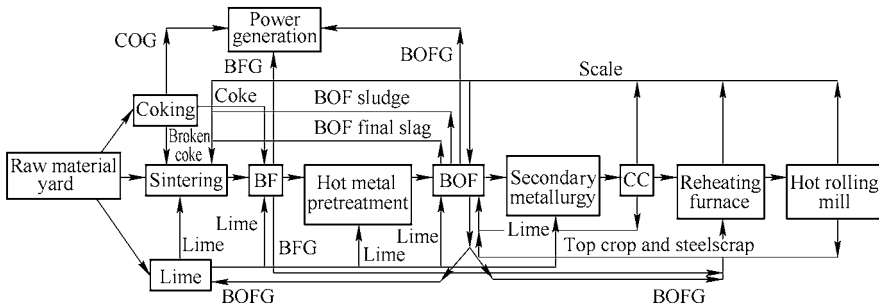 Power
generation
COG
BFG
BOFG
Scale
Coking
Coke
BOF sludge
BOF final slag
Broken
coke
Raw material
yard
Sintering
BF
Hot metal
pretreatment
BOF
Secondary
metallurgy
CC
Reheating
furnace
Hot rolling
mill
Lime
Lime
BFG
Lime
Lime
Lime
Top crop and steelscrap
Lime
BOFG
BOFG